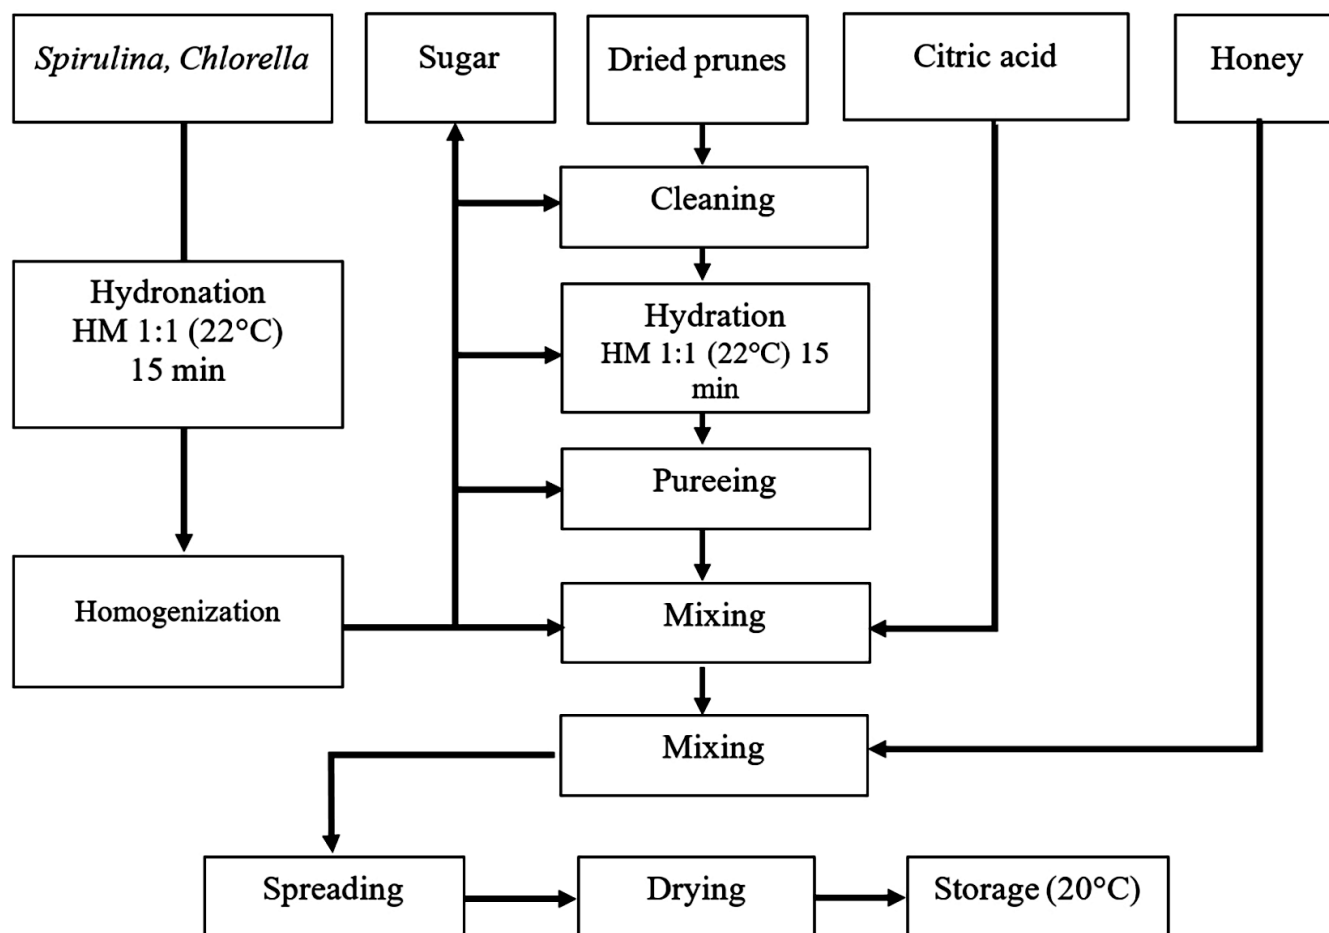 Spirulina, Chlorella
Sugar
Dried prunes
Citric acid
Honey
Cleaning
Hydronation
HM 1:1 (22°C)
15 min
Hydration
HM 1:1 (22°C) 15
min
Pureeing
Homogenization
Mixing
Mixing
Spreading
Drying
Storage (20°C)